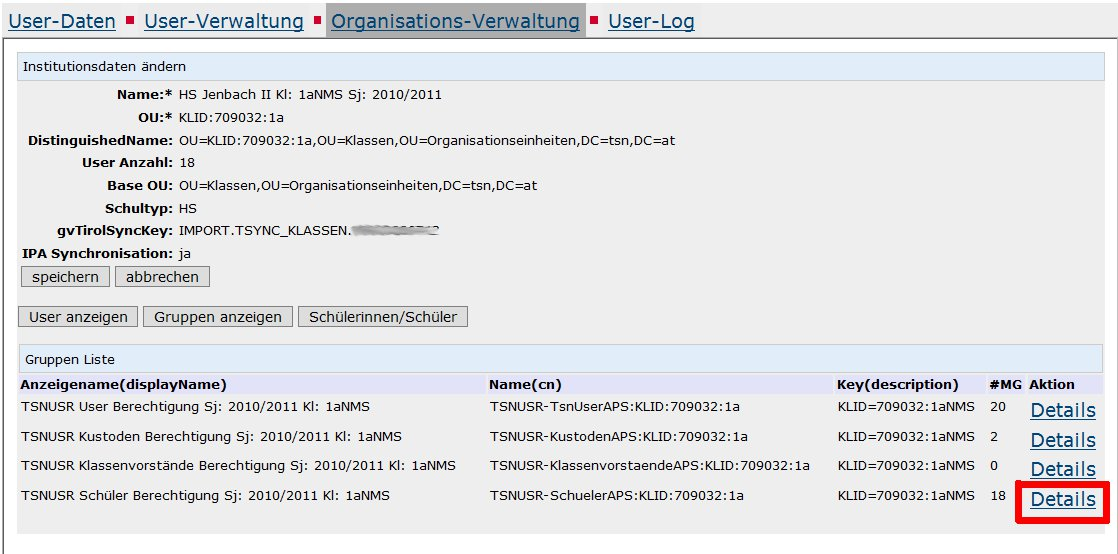 User-Daten User-Verwaltung Organisations-Verwaltung User-Log
Institutionsdaten ändern
Name:* HS Jenbach II Kl: 1aNMS Sj: 2010/2011
OU:* KLID:709032:1a
DistinguishedName: OU=KLID:709032:1a,OU=Klassen,OU=Organisationseinheiten,DC=tsn,DC=at
User Anzahl: 18
Base OU: OU=Klassen,OU=Organisationseinheiten,DC=tsn,DC=at
Schultyp: HS
gvTirolSyncKey: IMPORT.TSYNC_KLASSEN.
IPA Synchronisation: ja
speichern abbrechen
User anzeigen Gruppen anzeigen Schülerinnen/Schüler
Gruppen Liste
Anzeigename(displayName) Name(cn) Key(description) #MG Aktion
TSNUSR User Berechtigung Sj: 2010/2011 Kl: 1aNMS TSNUSR-TsnUserAPS:KLID:709032:1a KLID=709032:1aNMS 20 Details
TSNUSR Kustoden Berechtigung Sj: 2010/2011 Kl: 1aNMS TSNUSR-KustodenAPS:KLID:709032:1a KLID=709032:1aNMS 2 Details
TSNUSR Klassenvorstände Berechtigung Sj: 2010/2011 Kl: 1aNMS TSNUSR-KlassenvorstaendeAPS:KLID:709032:1a KLID=709032:1aNMS 0 Details
TSNUSR Schüler Berechtigung Sj: 2010/2011 Kl: 1aNMS TSNUSR-SchuelerAPS:KLID:709032:1a KLID=709032:1aNMS 18 Details